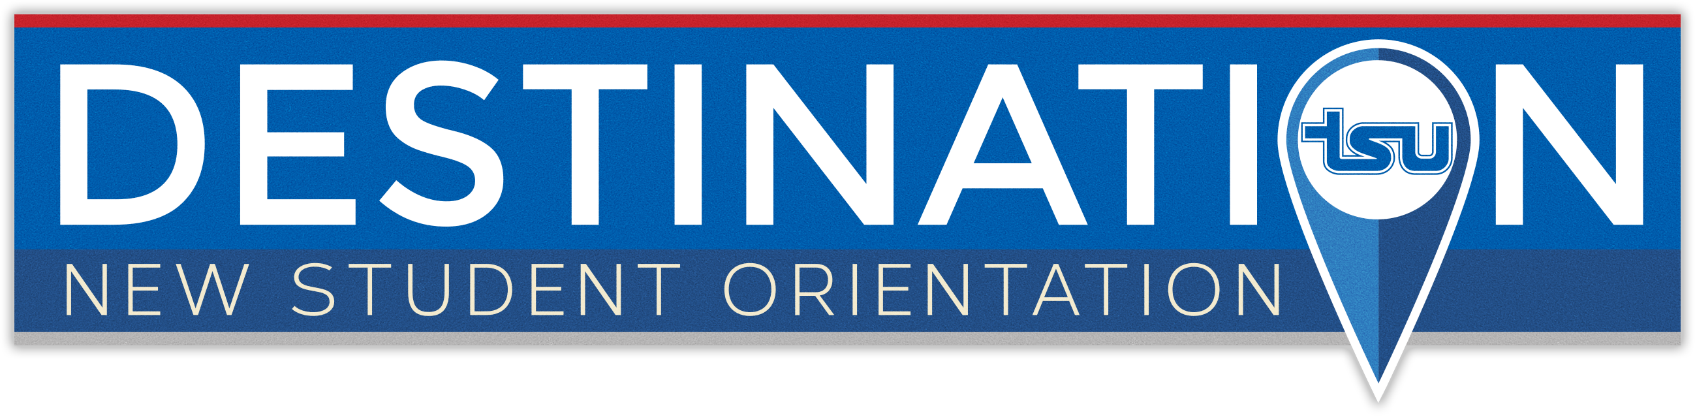 DESTINATION
tsu
NEW STUDENT ORIENTATION